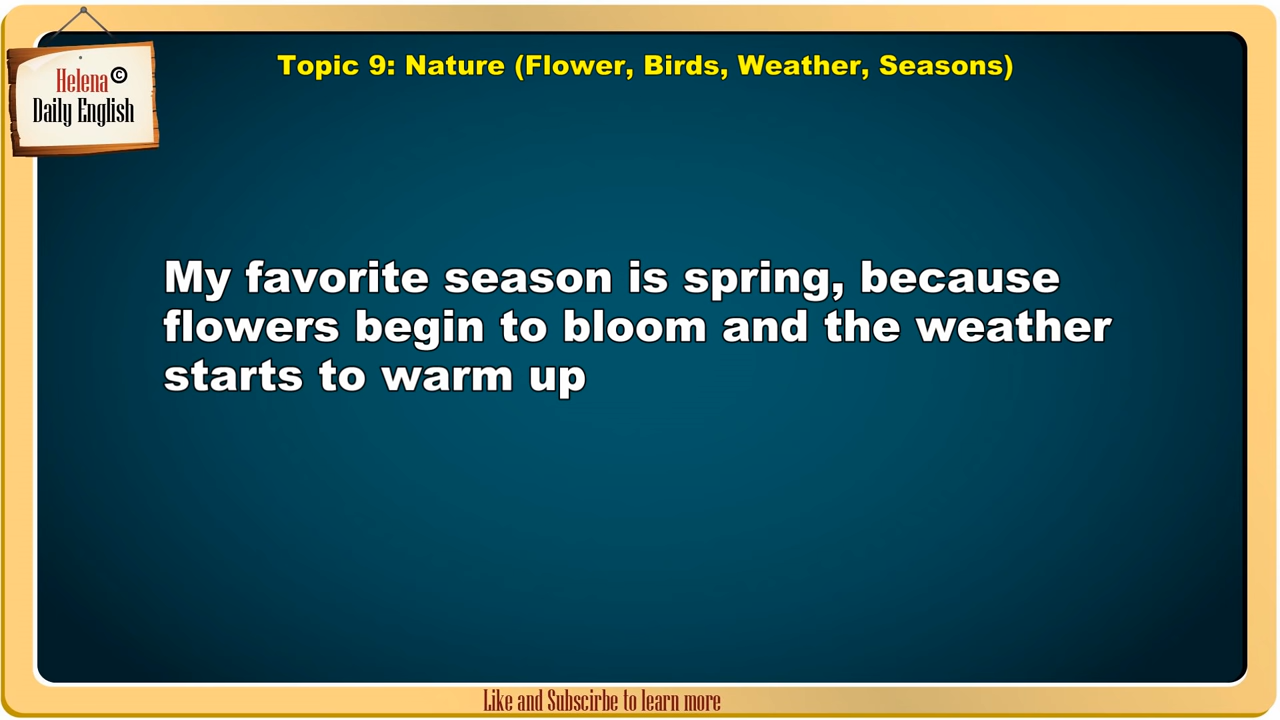 Helena©
Daily English
Topic 9: Nature (Flower, Birds, Weather, Seasons)
My favorite season is spring, because
flowers begin to bloom and the weather
starts to warm up
Like and Subscirbe to learn more